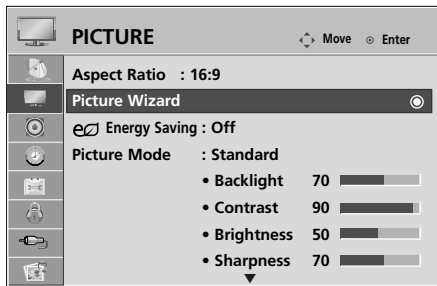 PICTURE
Move
Enter
Aspect Ratio : 16:9
Picture Wizard
Energy Saving : Off
Picture Mode : Standard
• Backlight 70
• Contrast 90
• Brightness 50
• Sharpness 70